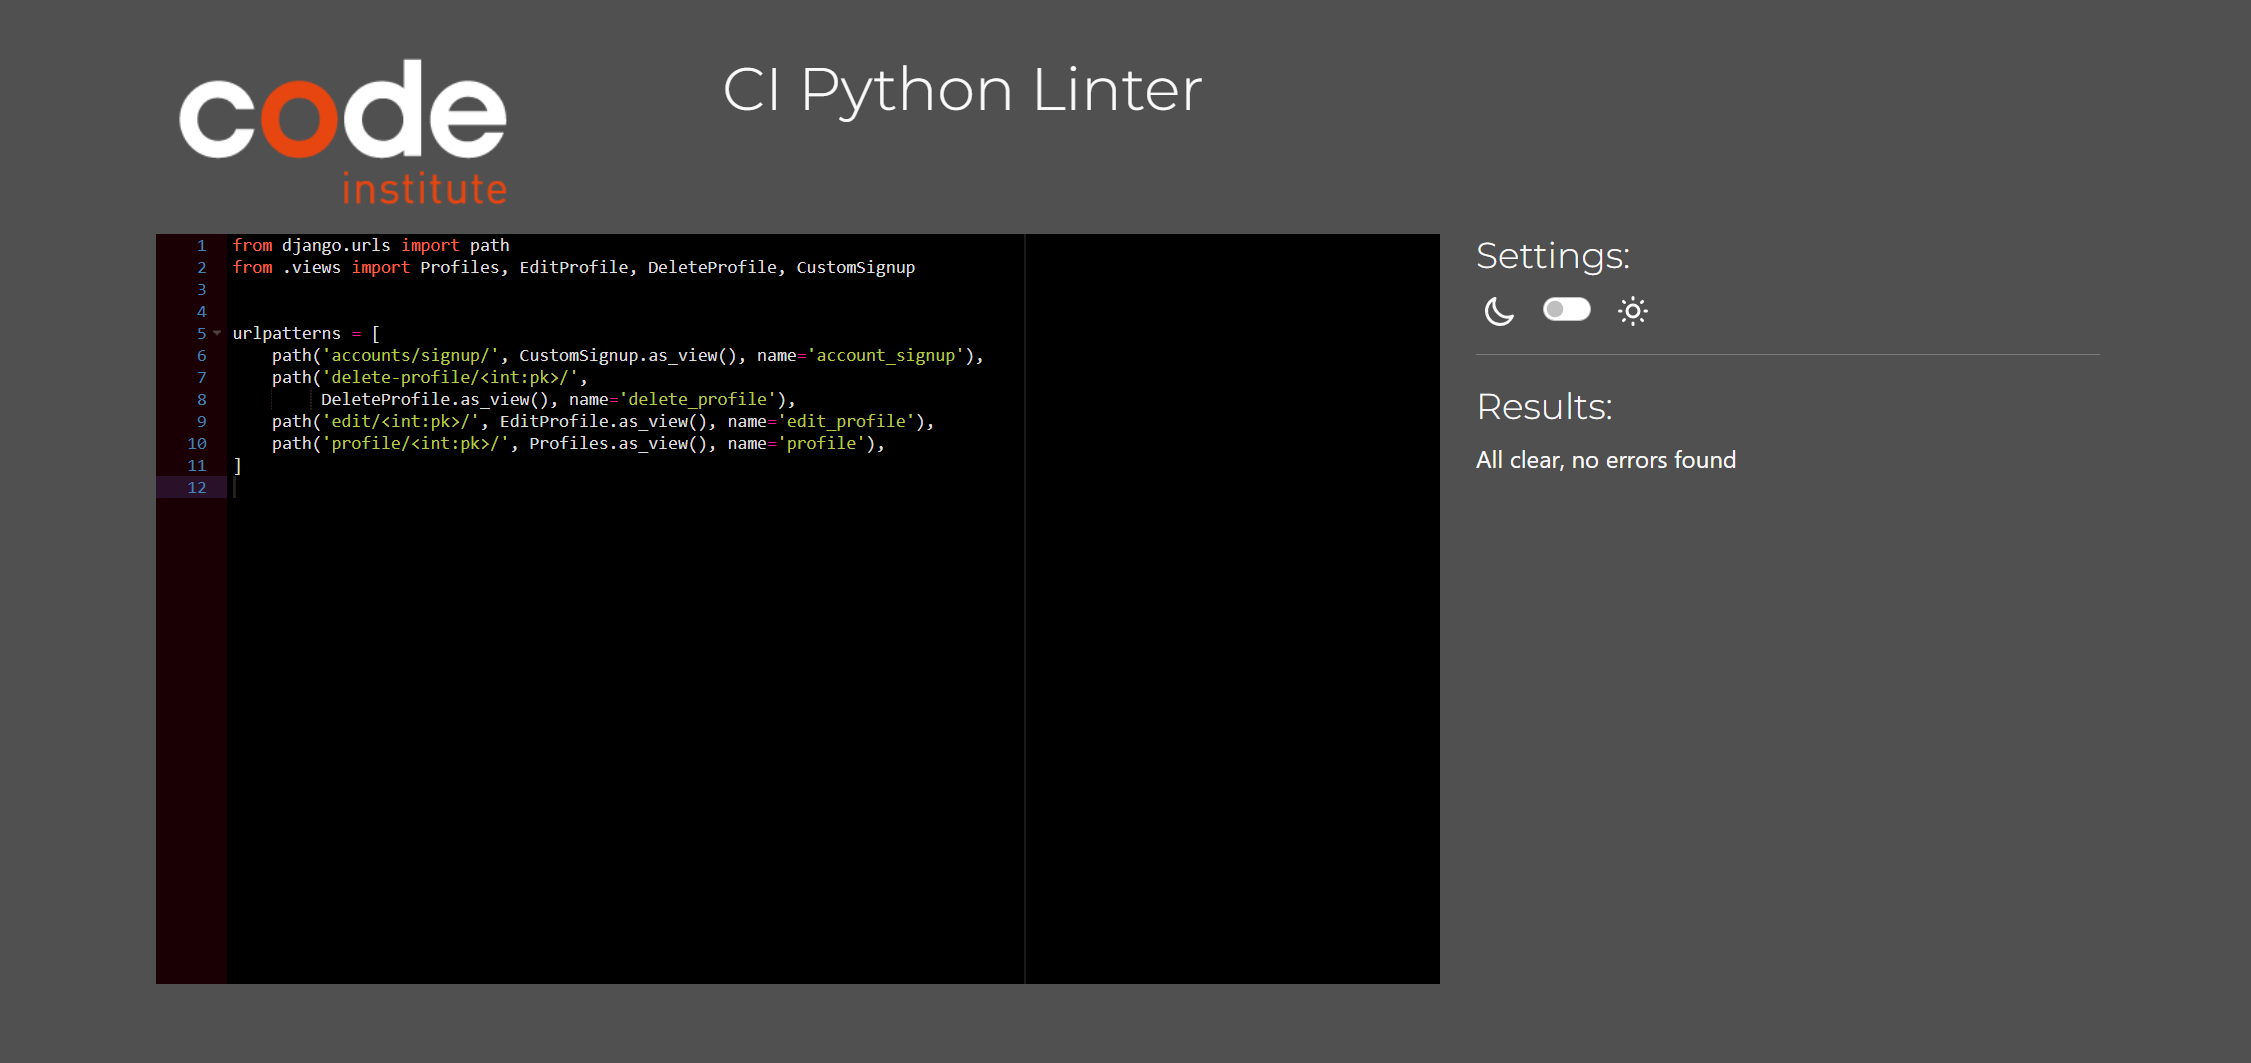 code
institute
CI Python Linter
1 from django.urls import path
2 from .views import Profiles, EditProfile, DeleteProfile, CustomSignup
3
4
5 urlpatterns = [
6     path('accounts/signup/', CustomSignup.as_view(), name='account_signup'),
7     path('delete-profile/<int:pk>/',
8          DeleteProfile.as_view(), name='delete_profile'),
9     path('edit/<int:pk>/', EditProfile.as_view(), name='edit_profile'),
10     path('profile/<int:pk>/', Profiles.as_view(), name='profile'),
11 ]
12
Settings:
Results:
All clear, no errors found